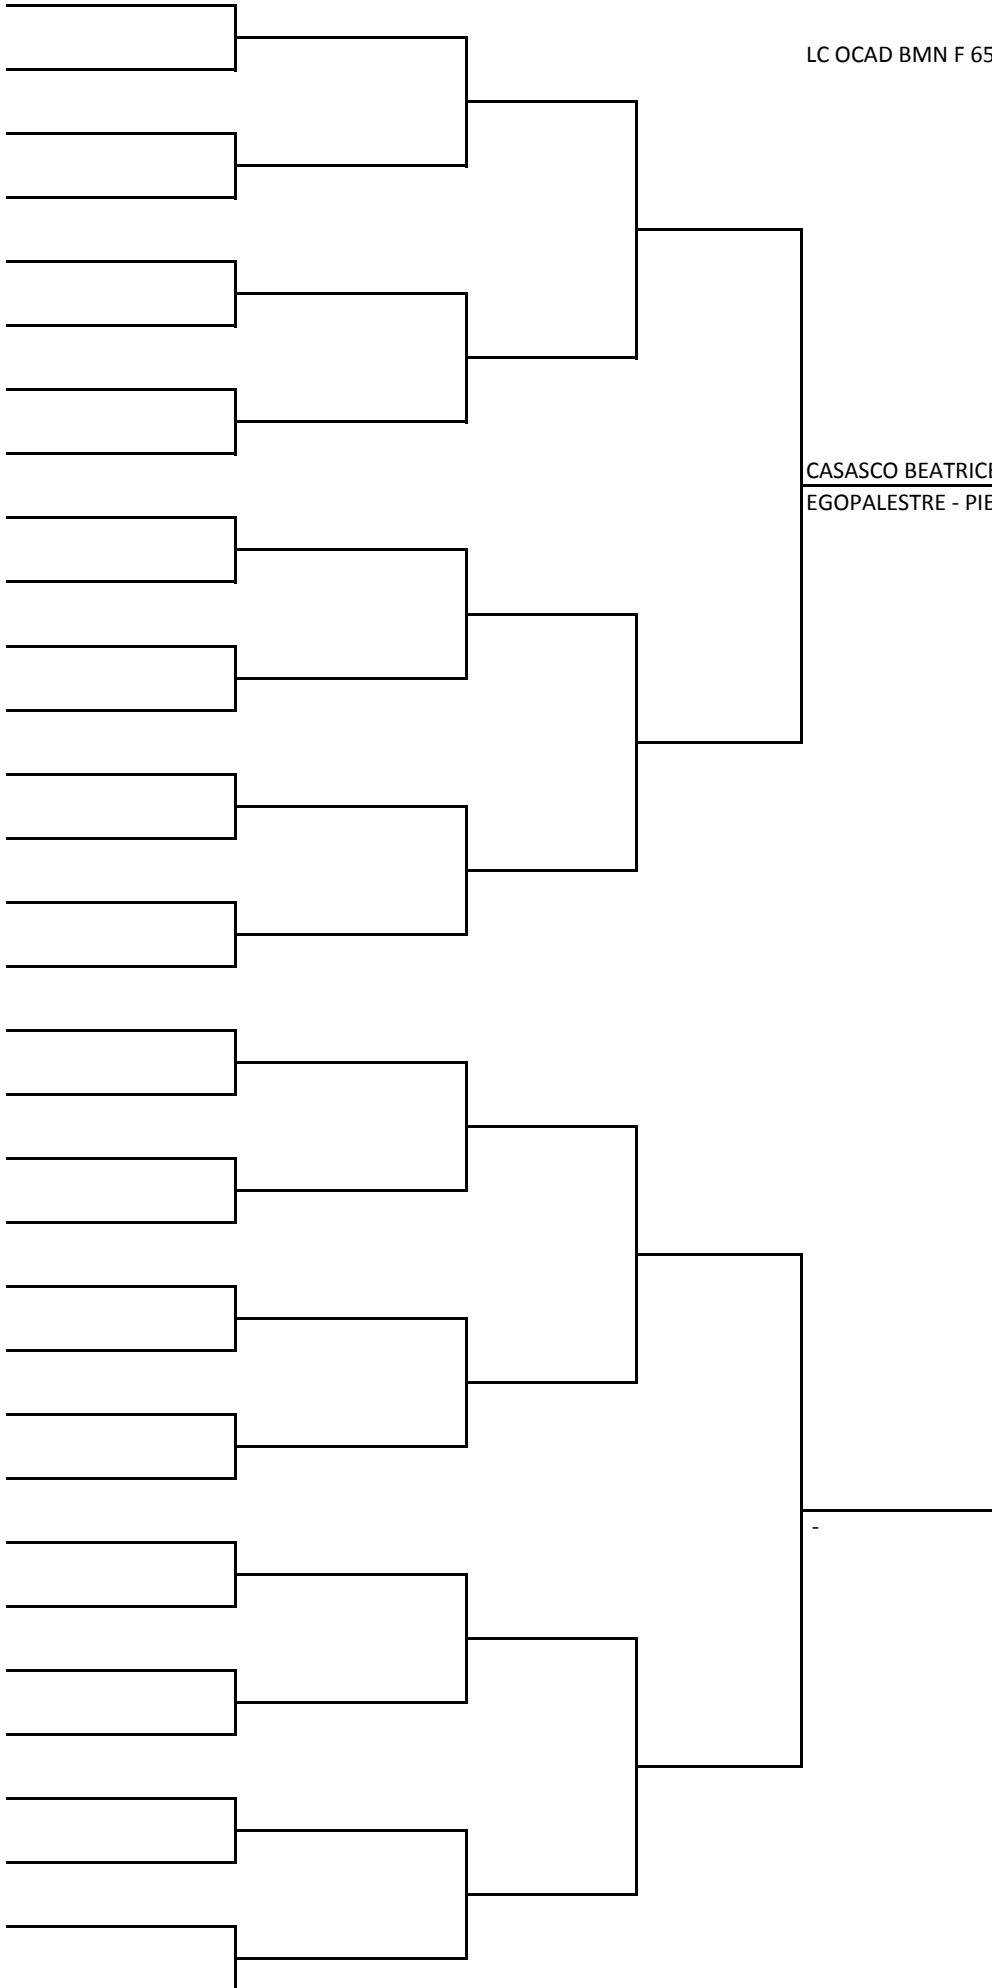 LC OCAD BMN F 65
CASASCO BEATRICE
EGOPALESTRE - PIE
-